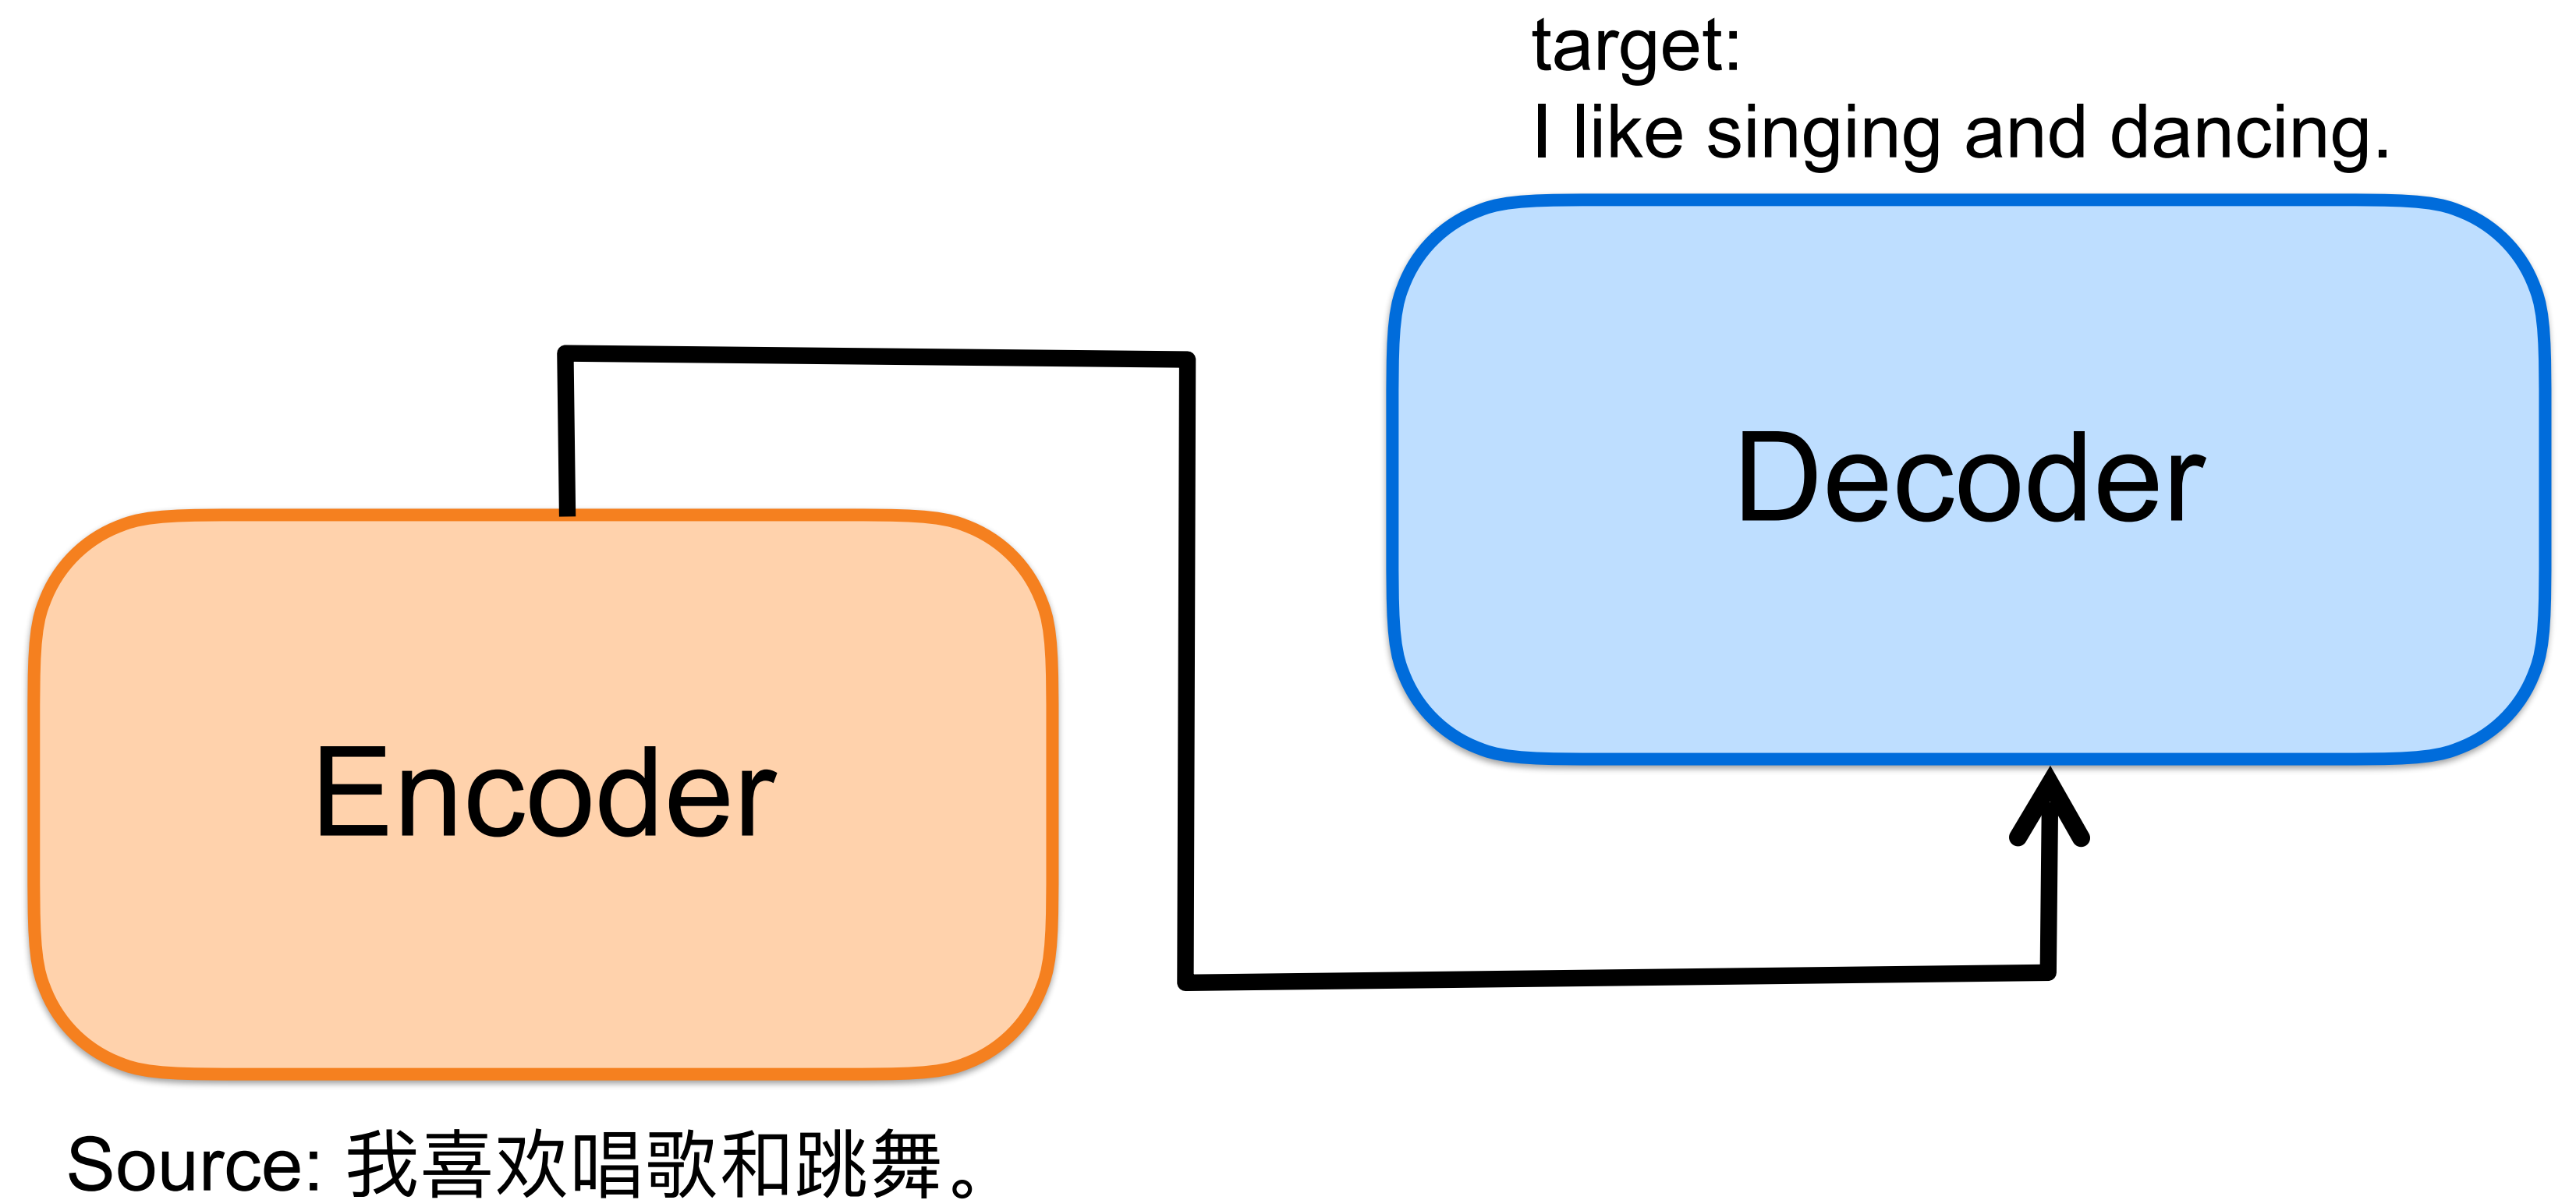 target:
I like singing and dancing.
Decoder
Encoder
Source: 我喜欢唱歌和跳舞。